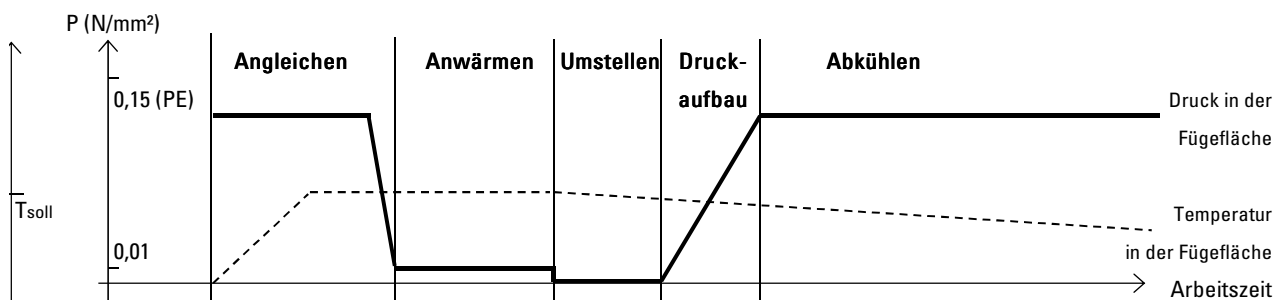 P (N/mm²)
Angleichen
Anwärmen
Umstellen
Druck-
aufbau
Abkühlen
0,15 (PE)
Druck in der
Fügefläche
Tsoll
Temperatur
in der Fügefläche
0,01
Arbeitszeit